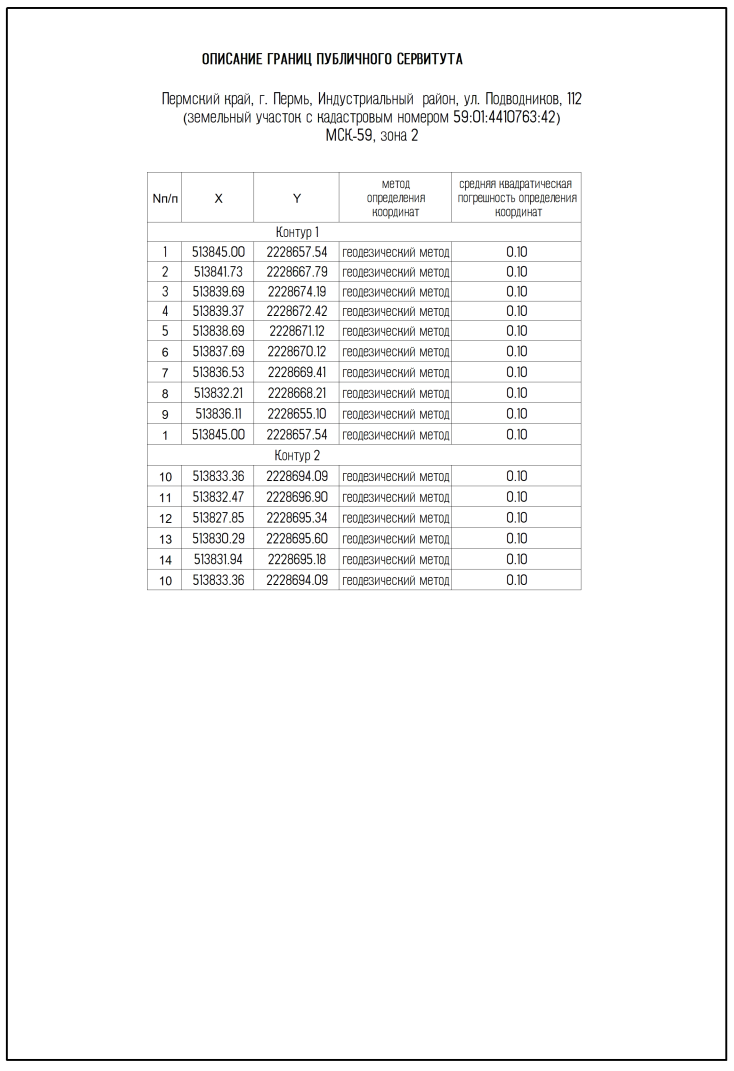 ОПИСАНИЕ ГРАНИЦ ПУБЛИЧНОГО СЕРВИТУТА
Пермский край, г. Пермь, Индустриальный район, ул. Подводников, 112
(земельный участок с кадастровым номером 59:01:4410763:42)
МСК-59, зона 2
Nп/п X Y метод определения координат средняя квадратическая погрешность определения координат
Контур 1
1 513845.00 2228657.54 геодезический метод 0.10
2 513841.73 2228667.79 геодезический метод 0.10
3 513839.69 2228674.19 геодезический метод 0.10
4 513839.37 2228672.42 геодезический метод 0.10
5 513838.69 2228671.12 геодезический метод 0.10
6 513837.69 2228670.12 геодезический метод 0.10
7 513836.53 2228669.41 геодезический метод 0.10
8 513832.21 2228668.21 геодезический метод 0.10
9 513836.11 2228655.10 геодезический метод 0.10
1 513845.00 2228657.54 геодезический метод 0.10
Контур 2
10 513833.36 2228694.09 геодезический метод 0.10
11 513832.47 2228696.90 геодезический метод 0.10
12 513827.85 2228695.34 геодезический метод 0.10
13 513830.29 2228695.60 геодезический метод 0.10
14 513831.94 2228695.18 геодезический метод 0.10
10 513833.36 2228694.09 геодезический метод 0.10